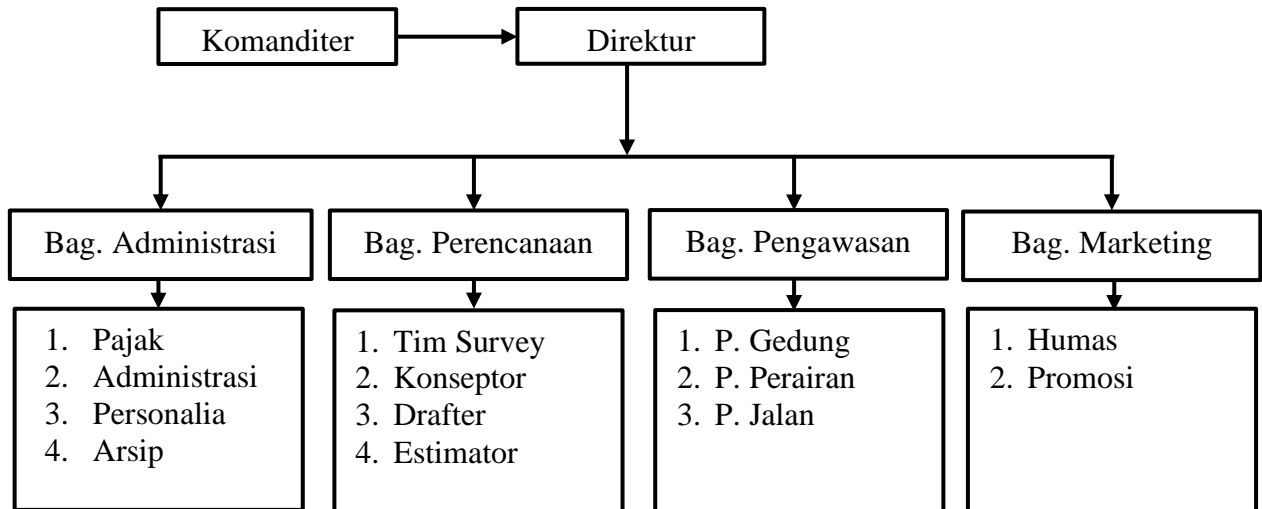 Komanditer
Direktur
Bag. Administrasi
Bag. Perencanaan
Bag. Pengawasan
Bag. Marketing
1. Pajak
2. Administrasi
3. Personalia
4. Arsip
1. Tim Survey
2. Konseptor
3. Drafter
4. Estimator
1. P. Gedung
2. P. Perairan
3. P. Jalan
1. Humas
2. Promosi